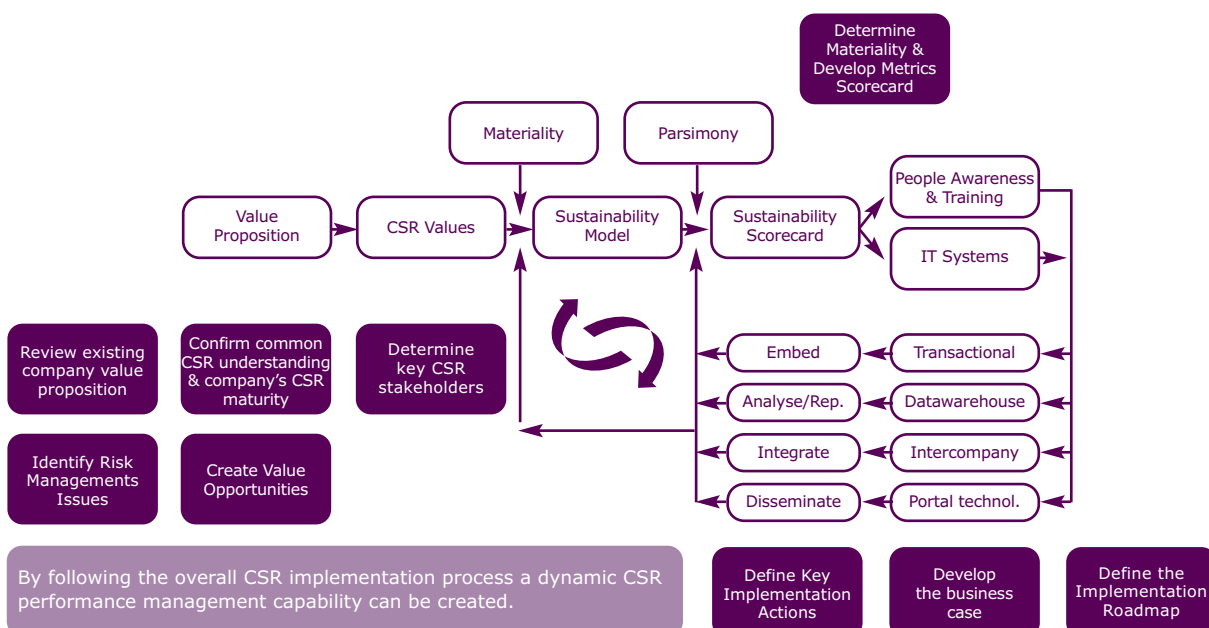 Determine
Materiality &
Develop Metrics
Scorecard
Materiality
Parsimony
Value
Proposition
CSR Values
Sustainability
Model
Sustainability
Scorecard
People Awareness
& Training
IT Systems
Review existing
company value
proposition
Confirm common
CSR understanding
& company’s CSR
maturity
Determine
key CSR
stakeholders
Embed
Transactional
Analyse/Rep.
Datawarehouse
Integrate
Intercompany
Disseminate
Portal technol.
Identify Risk
Managements
Issues
Create Value
Opportunities
By following the overall CSR implementation process a dynamic CSR
performance management capability can be created.
Define Key
Implementation
Actions
Develop
the business
case
Define the
Implementation
Roadmap